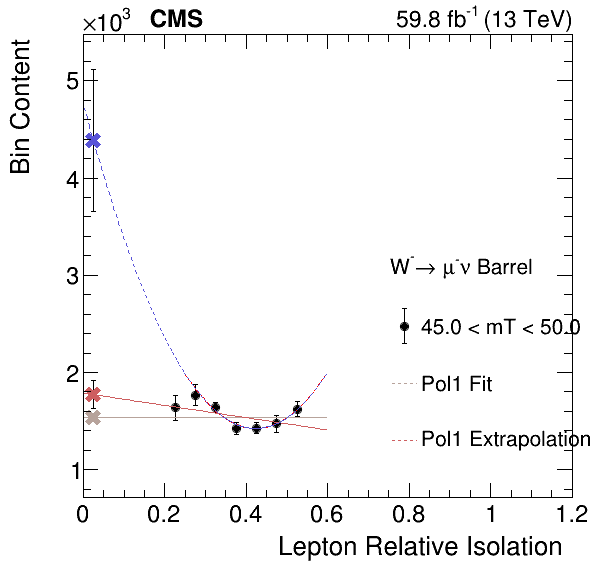 ×10³ CMS 59.8 fb⁻¹ (13 TeV)
Bin Content
5
4
3
2
1
W⁻→ μ⁻ν Barrel
45.0 < mT < 50.0
Pol1 Fit
Pol1 Extrapolation
0 0.2 0.4 0.6 0.8 1 1.2
Lepton Relative Isolation